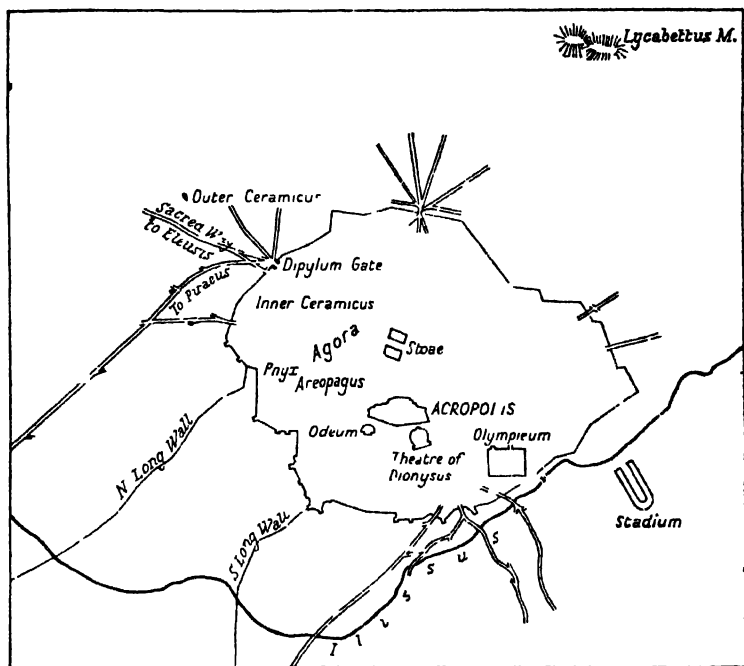 Lycabettus M.
Outer Ceramicus
Sacred Way
to Eleusis
Dipylum Gate
To Piraeus
Inner Ceramicus
Agora
Stoae
Pnyx
Areopagus
ACROPOLIS
Odeum
Olympieum
Theatre of
Dionysus
N Long Wall
S Long Wall
Stadium
Ilissus